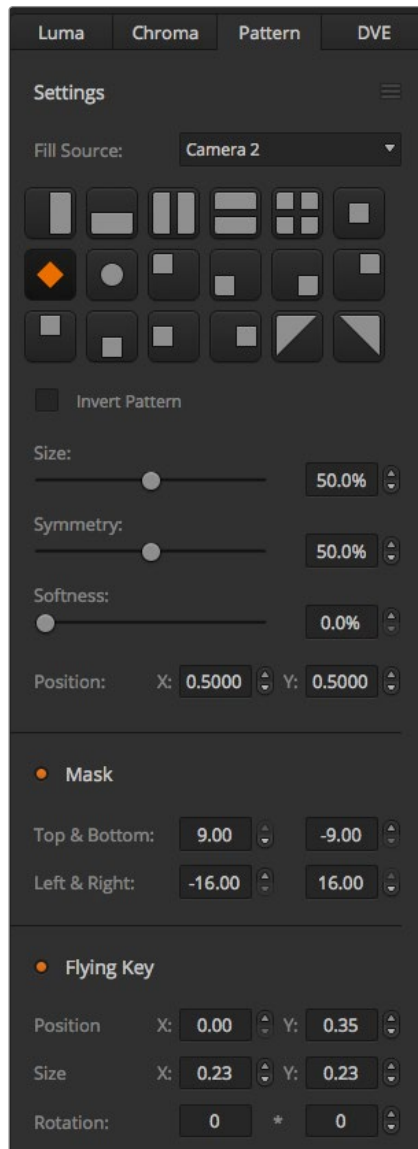 Luma Chroma Pattern DVE
Settings
Fill Source: Camera 2
Invert Pattern
Size:
50.0%
Symmetry:
50.0%
Softness:
0.0%
Position: X: 0.5000 Y: 0.5000
Mask
Top & Bottom: 9.00 -9.00
Left & Right: -16.00 16.00
Flying Key
Position X: 0.00 Y: 0.35
Size X: 0.23 Y: 0.23
Rotation: 0 * 0